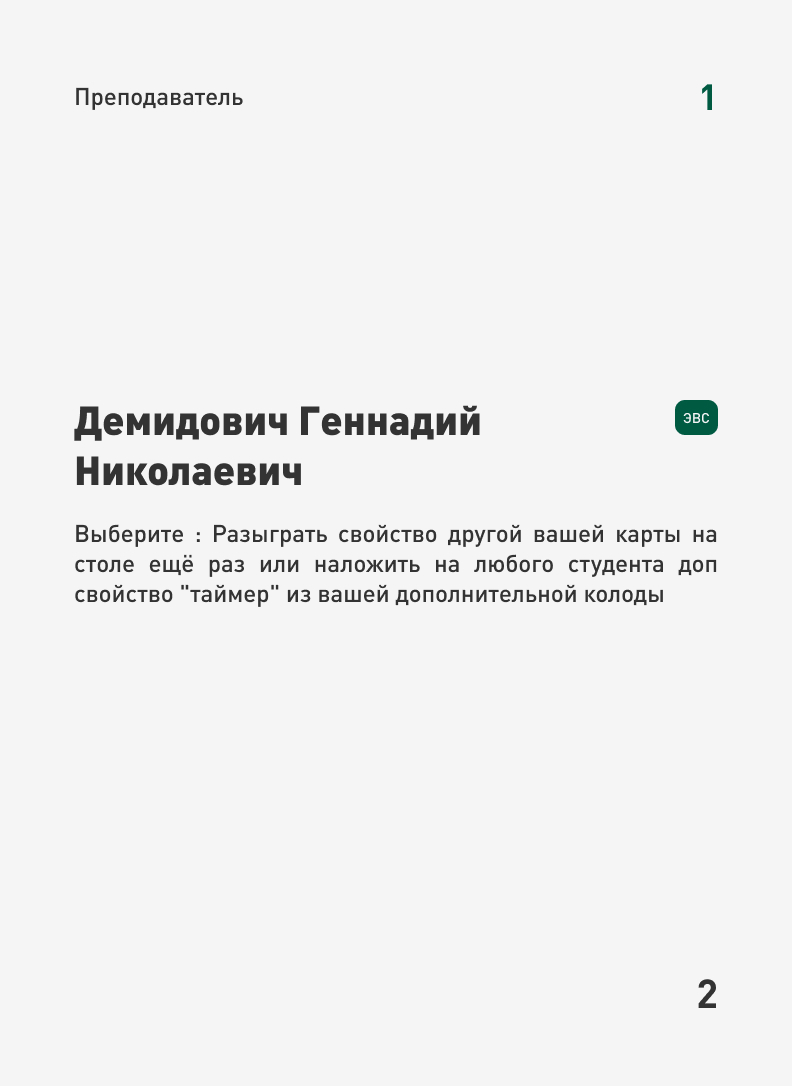 Преподаватель 1
Демидович Геннадий ЭВС
Николаевич
Выберите : Разыграть свойство другой вашей карты на
столе ещё раз или наложить на любого студента доп
свойство "таймер" из вашей дополнительной колоды
2